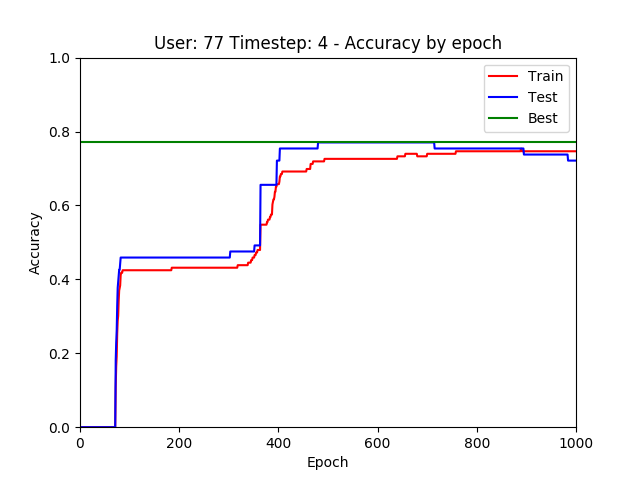 User: 77 Timestep: 4 - Accuracy by epoch
1.0
0.8
0.6
0.4
0.2
0.0
Accuracy
Train
Test
Best
0 200 400 600 800 1000
Epoch